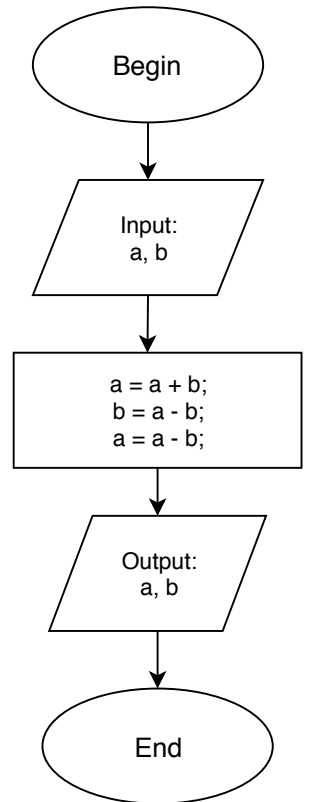 Begin
Input:
a, b
a = a + b;
b = a - b;
a = a - b;
Output:
a, b
End